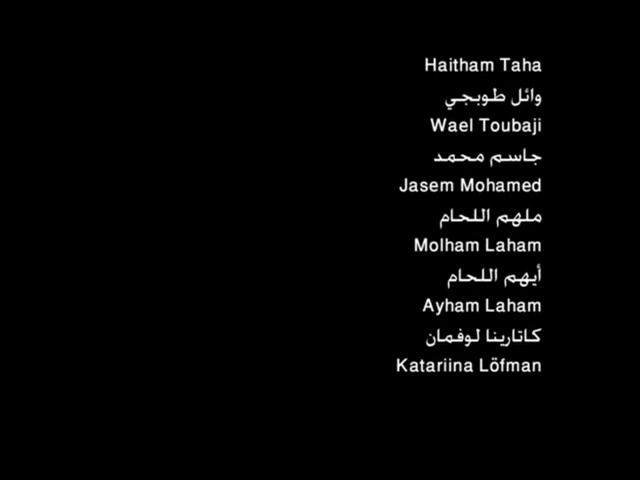 Haitham Taha
وائل طوبجي
Wael Toubaji
جاسم محمد
Jasem Mohamed
ملهم اللحام
Molham Laham
أيهم اللحام
Ayham Laham
كاتارينا لوفمان
Katariina Löfman